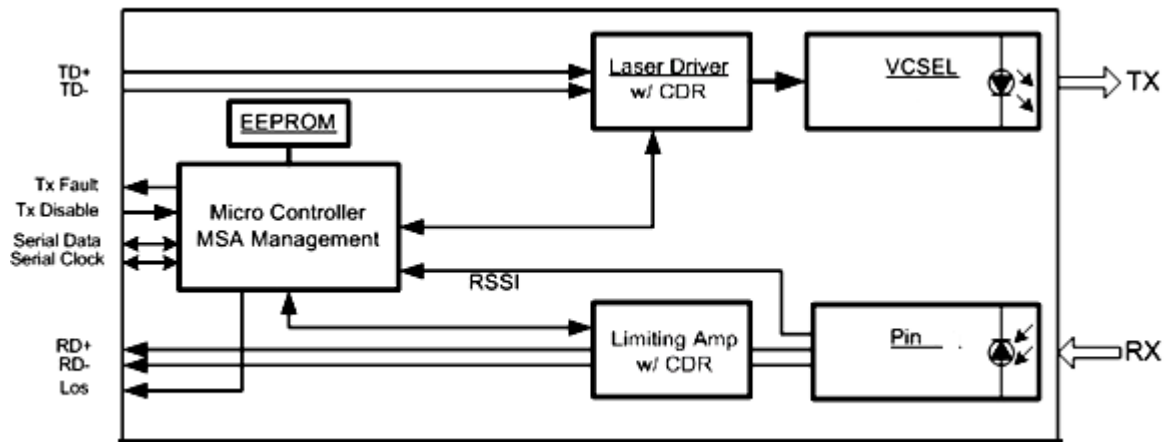 TD+
TD-
Laser Driver
w/ CDR
VCSEL
TX
EEPROM
Tx Fault
Tx Disable
Serial Data
Serial Clock
Micro Controller
MSA Management
RSSI
RD+
RD-
Los
Limiting Amp
w/ CDR
Pin
RX